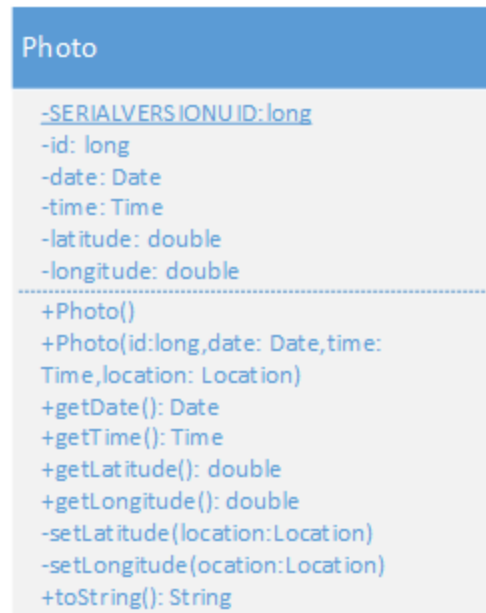 Photo
-SERIALVERSIONUID:long
-id: long
-date: Date
-time: Time
-latitude: double
-longitude: double
+Photo()
+Photo(id:long,date: Date,time:
Time,location: Location)
+getDate(): Date
+getTime(): Time
+getLatitude(): double
+getLongitude(): double
-setLatitude(location:Location)
-setLongitude(ocation:Location)
+toString(): String